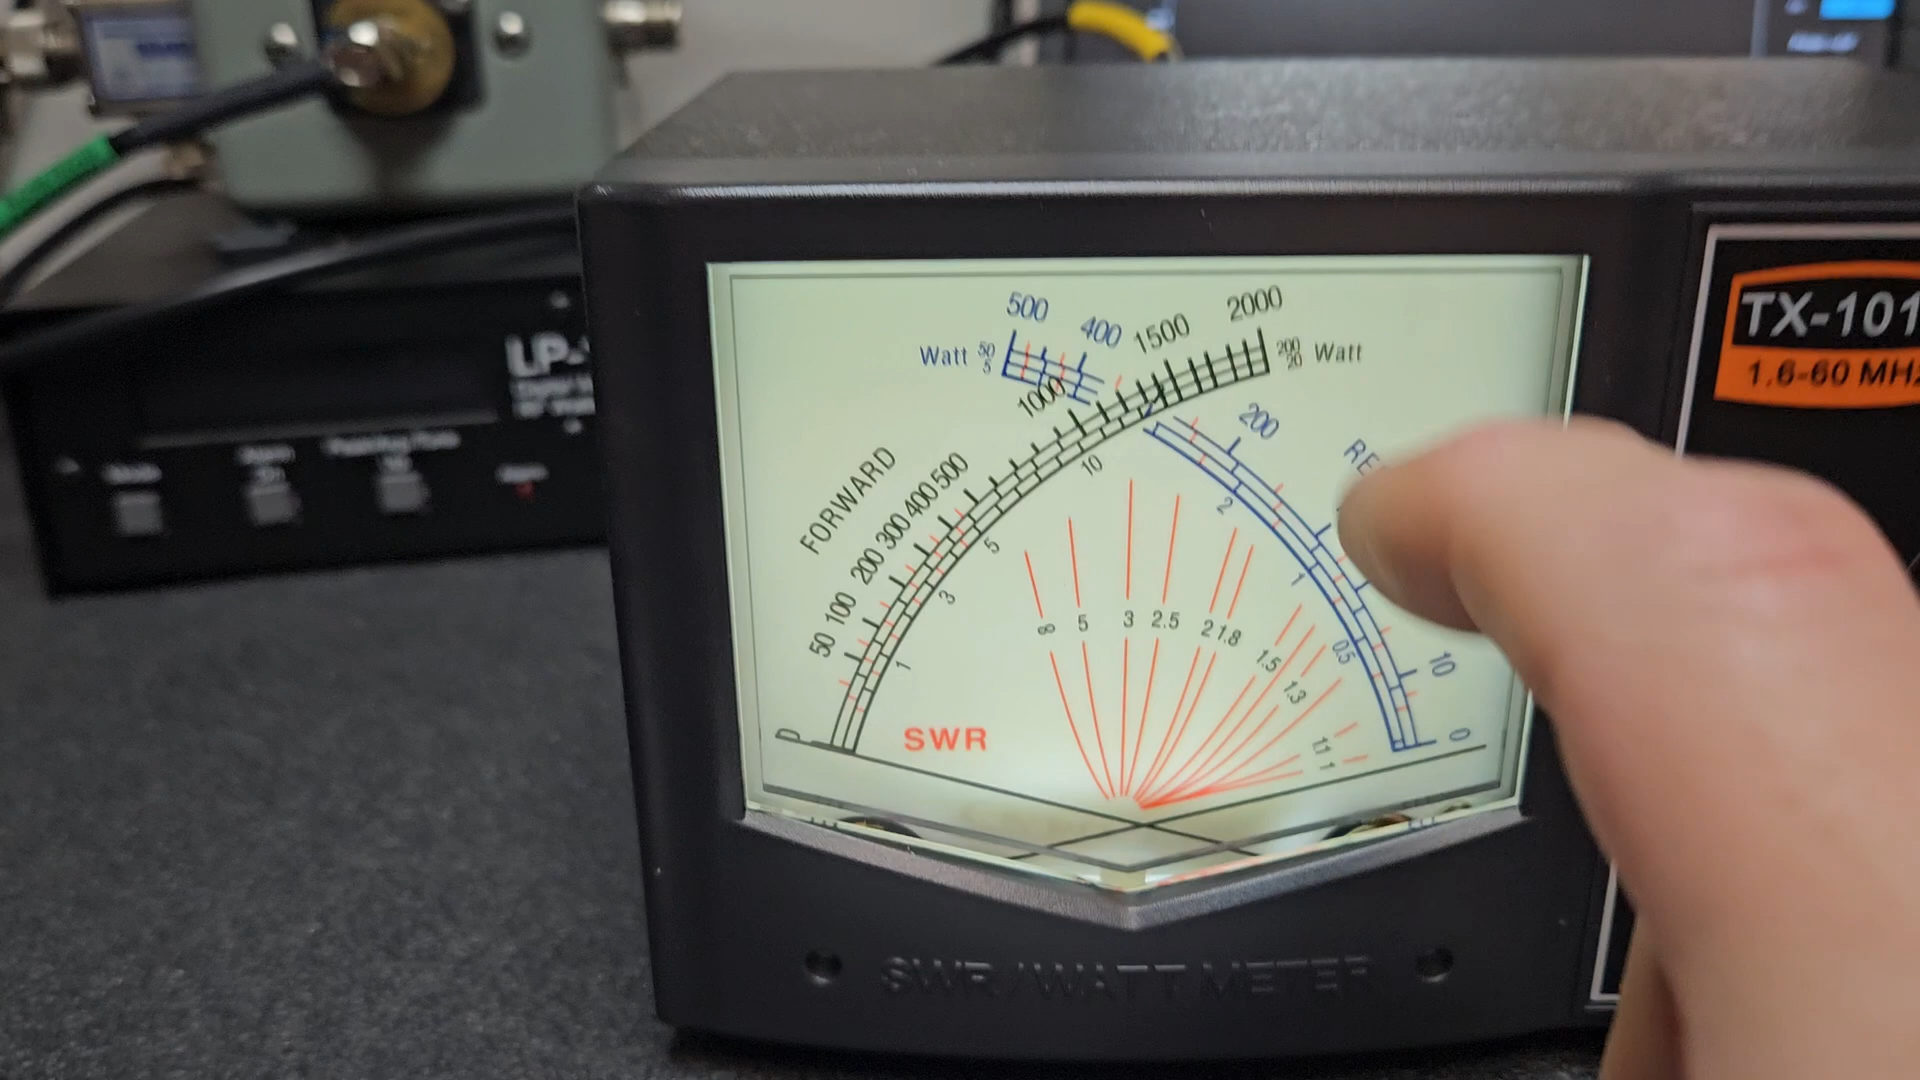 500
400
1500
2000
Watt
50
5
200
20
Watt
1000
200
10
FORWARD
50 100 200 300 400 500
1
3
5
10
2
1
0.5
10
0
∞ 5 3 2.5 2 1.8 1.5 1.3 1.1 1
SWR
0
SWR/WATT METER
TX-101
1.6-60 MHz
LP-